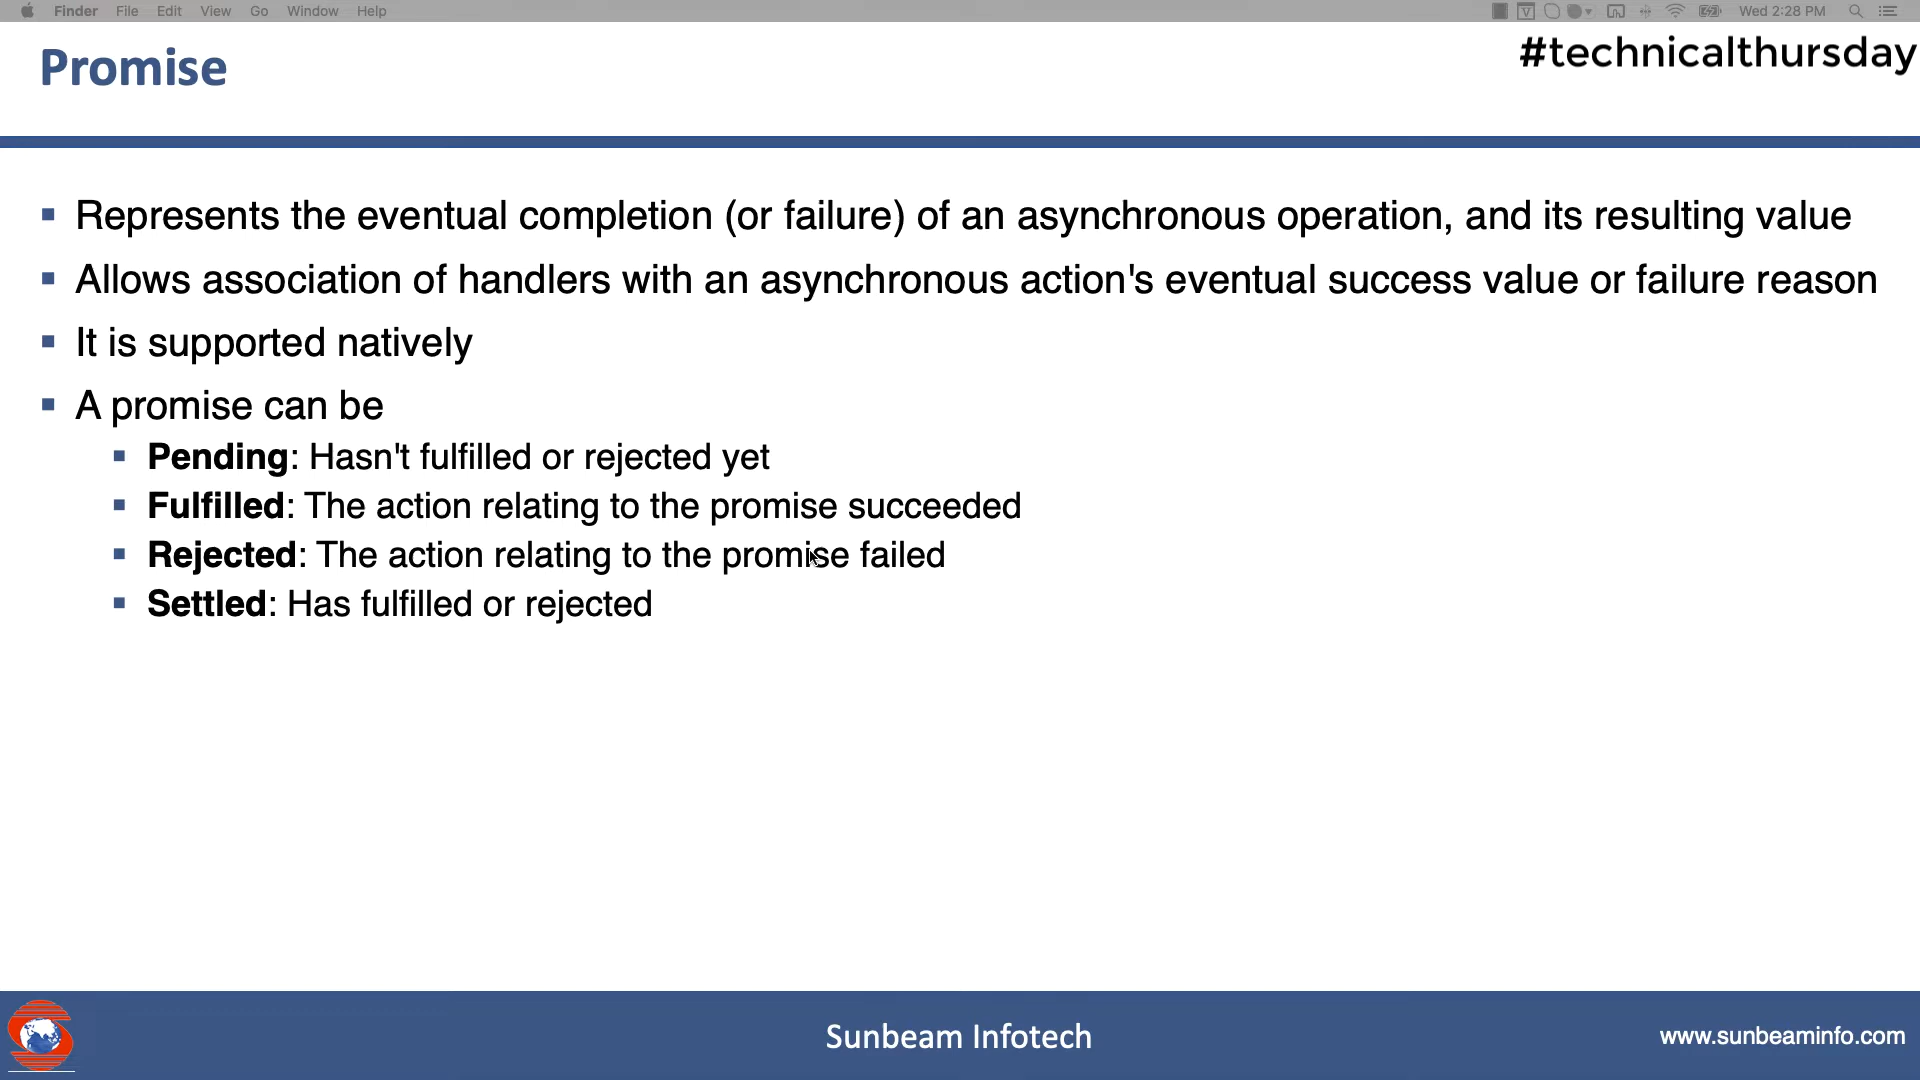 Finder File Edit View Go Window Help Wed 2:28 PM
Promise
#technicalthursday
Represents the eventual completion (or failure) of an asynchronous operation, and its resulting value
Allows association of handlers with an asynchronous action's eventual success value or failure reason
It is supported natively
A promise can be
Pending: Hasn't fulfilled or rejected yet
Fulfilled: The action relating to the promise succeeded
Rejected: The action relating to the promise failed
Settled: Has fulfilled or rejected
Sunbeam Infotech
www.sunbeaminfo.com